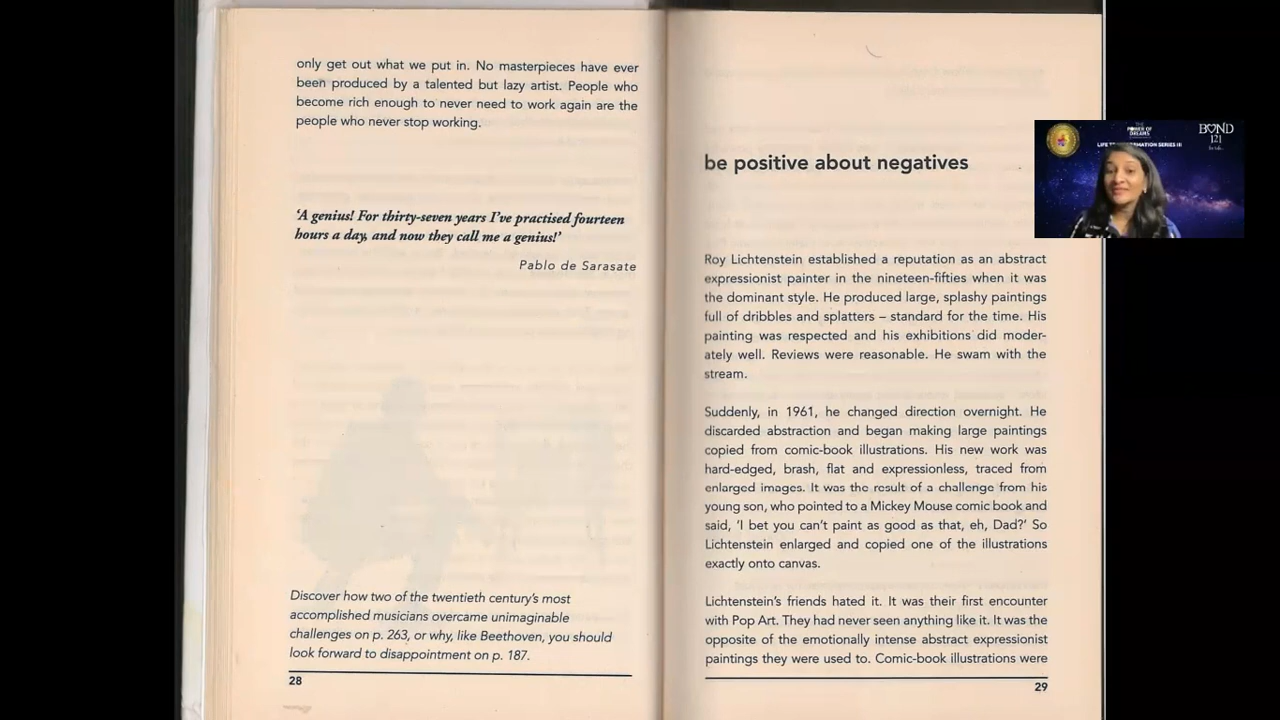 only get out what we put in. No masterpieces have ever
been produced by a talented but lazy artist. People who
become rich enough to never need to work again are the
people who never stop working.
‘A genius! For thirty-seven years I’ve practised fourteen
hours a day, and now they call me a genius!’
Pablo de Sarasate
Discover how two of the twentieth century’s most
accomplished musicians overcame unimaginable
challenges on p. 263, or why, like Beethoven, you should
look forward to disappointment on p. 187.
28
be positive about negatives
Roy Lichtenstein established a reputation as an abstract
expressionist painter in the nineteen-fifties when it was
the dominant style. He produced large, splashy paintings
full of dribbles and splatters – standard for the time. His
painting was respected and his exhibitions did moder-
ately well. Reviews were reasonable. He swam with the
stream.
Suddenly, in 1961, he changed direction overnight. He
discarded abstraction and began making large paintings
copied from comic-book illustrations. His new work was
hard-edged, brash, flat and expressionless, traced from
enlarged images. It was the result of a challenge from his
young son, who pointed to a Mickey Mouse comic book and
said, ‘I bet you can’t paint as good as that, eh, Dad?’ So
Lichtenstein enlarged and copied one of the illustrations
exactly onto canvas.
Lichtenstein’s friends hated it. It was their first encounter
with Pop Art. They had never seen anything like it. It was the
opposite of the emotionally intense abstract expressionist
paintings they were used to. Comic-book illustrations were
29
THE
POWER OF
DREAMS
BOND
121
LIFE TRANSFORMATION SERIES III